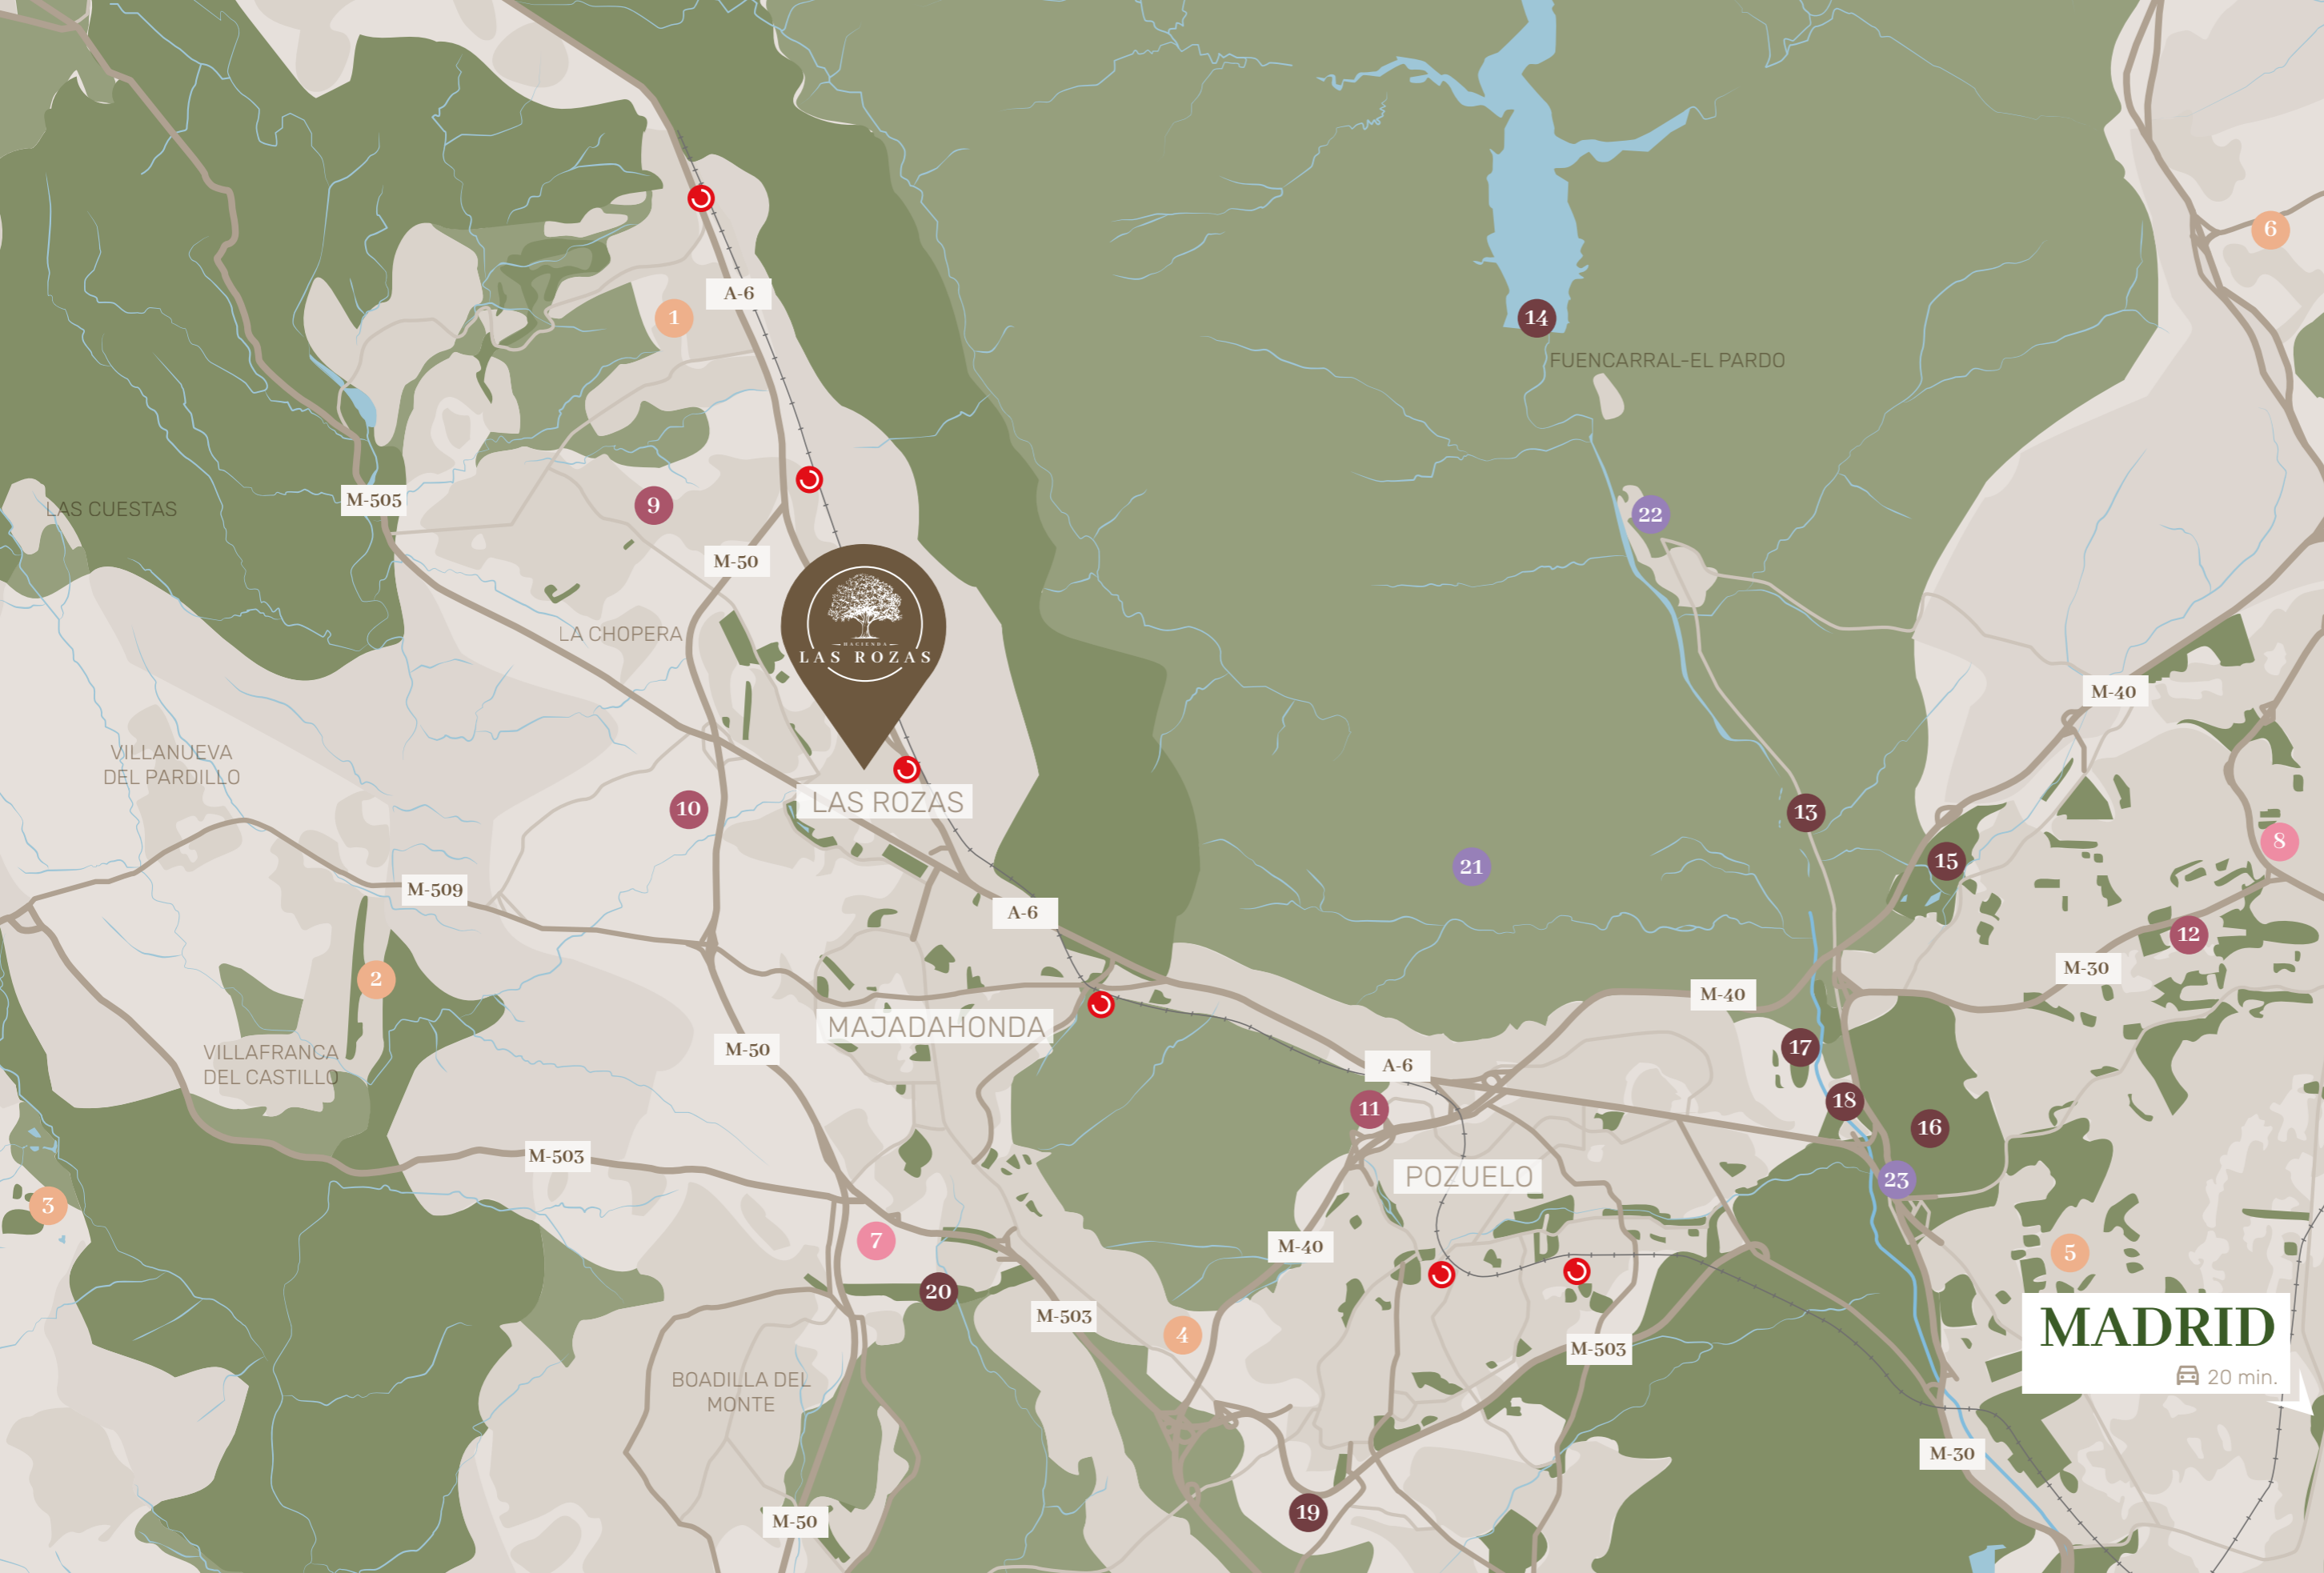 6
A-6
1
14
FUENCARRAL-EL PARDO
M-505
9
LAS CUESTAS
22
M-50
LA CHOPERA
HACIENDA
LAS ROZAS
M-40
VILLANUEVA
DEL PARDILLO
10
LAS ROZAS
13
8
15
21
M-509
A-6
12
M-30
2
M-40
MAJADAHONDA
17
M-50
VILLAFRANCA
DEL CASTILLO
A-6
11
18
16
M-503
POZUELO
23
3
7
M-40
5
20
M-503
4
M-503
MADRID
20 min.
BOADILLA DEL
MONTE
M-30
19
M-50